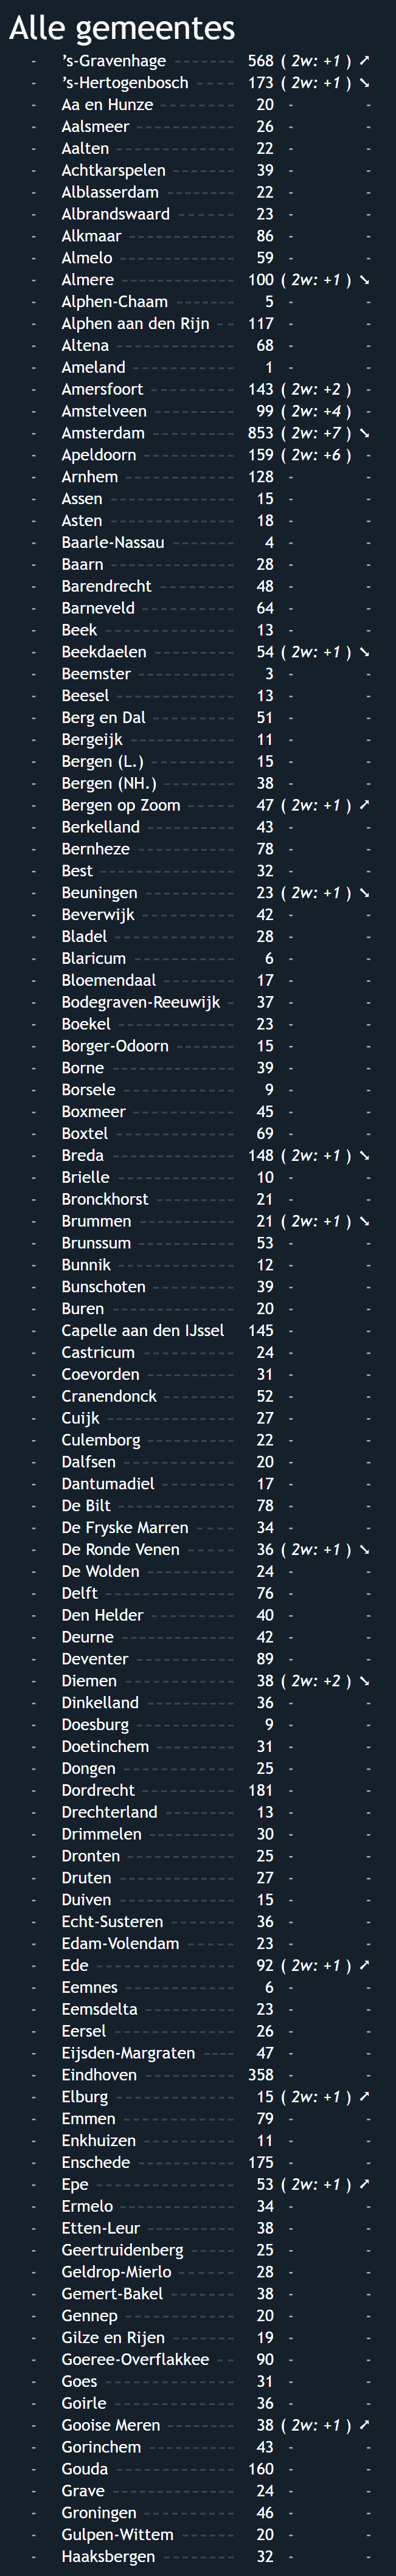 Alle gemeentes
- ’s-Gravenhage ------- 568 ( 2w: +1 ) ➚
- ’s-Hertogenbosch ----- 173 ( 2w: +1 ) ➘
- Aa en Hunze --------- 20 - -
- Aalsmeer ----------- 26 - -
- Aalten ------------- 22 - -
- Achtkarspelen -------- 39 - -
- Alblasserdam -------- 22 - -
- Albrandswaard ------- 23 - -
- Alkmaar ------------ 86 - -
- Almelo ------------- 59 - -
- Almere ------------- 100 ( 2w: +1 ) ➘
- Alphen-Chaam ------- 5 - -
- Alphen aan den Rijn -- 117 - -
- Altena ------------- 68 - -
- Ameland ----------- 1 - -
- Amersfoort ---------- 143 ( 2w: +2 ) -
- Amstelveen ---------- 99 ( 2w: +4 ) -
- Amsterdam ---------- 853 ( 2w: +7 ) ➘
- Apeldoorn ----------- 159 ( 2w: +6 ) -
- Arnhem ------------ 128 - -
- Assen -------------- 15 - -
- Asten -------------- 18 - -
- Baarle-Nassau -------- 4 - -
- Baarn -------------- 28 - -
- Barendrecht --------- 48 - -
- Barneveld ----------- 64 - -
- Beek --------------- 13 - -
- Beekdaelen ---------- 54 ( 2w: +1 ) ➘
- Beemster ----------- 3 - -
- Beesel ------------- 13 - -
- Berg en Dal ---------- 51 - -
- Bergeijk ------------ 11 - -
- Bergen (L.) ---------- 15 - -
- Bergen (NH.) --------- 38 - -
- Bergen op Zoom ------ 47 ( 2w: +1 ) ➚
- Berkelland ---------- 43 - -
- Bernheze ----------- 78 - -
- Best --------------- 32 - -
- Beuningen ----------- 23 ( 2w: +1 ) ➘
- Beverwijk ----------- 42 - -
- Bladel ------------- 28 - -
- Blaricum ------------ 6 - -
- Bloemendaal --------- 17 - -
- Bodegraven-Reeuwijk - 37 - -
- Boekel ------------- 23 - -
- Borger-Odoorn ------- 15 - -
- Borne -------------- 39 - -
- Borsele ------------- 9 - -
- Boxmeer ------------ 45 - -
- Boxtel ------------- 69 - -
- Breda -------------- 148 ( 2w: +1 ) ➘
- Brielle ------------- 10 - -
- Bronckhorst ---------- 21 - -
- Brummen ----------- 21 ( 2w: +1 ) ➘
- Brunssum ----------- 53 - -
- Bunnik ------------- 12 - -
- Bunschoten ---------- 39 - -
- Buren -------------- 20 - -
- Capelle aan den IJssel 145 - -
- Castricum ----------- 24 - -
- Coevorden ----------- 31 - -
- Cranendonck --------- 52 - -
- Cuijk -------------- 27 - -
- Culemborg ----------- 22 - -
- Dalfsen ------------- 20 - -
- Dantumadiel --------- 17 - -
- De Bilt ------------- 78 - -
- De Fryske Marren ---- 34 - -
- De Ronde Venen ------ 36 ( 2w: +1 ) ➘
- De Wolden ----------- 24 - -
- Delft -------------- 76 - -
- Den Helder ---------- 40 - -
- Deurne ------------- 42 - -
- Deventer ----------- 89 - -
- Diemen ------------- 38 ( 2w: +2 ) ➘
- Dinkelland ---------- 36 - -
- Doesburg ----------- 9 - -
- Doetinchem ---------- 31 - -
- Dongen ------------- 25 - -
- Dordrecht ----------- 181 - -
- Drechterland --------- 13 - -
- Drimmelen ---------- 30 - -
- Dronten ------------ 25 - -
- Druten ------------- 27 - -
- Duiven ------------- 15 - -
- Echt-Susteren -------- 36 - -
- Edam-Volendam ------ 23 - -
- Ede --------------- 92 ( 2w: +1 ) ➚
- Eemnes ------------ 6 - -
- Eemsdelta ----------- 23 - -
- Eersel ------------- 26 - -
- Eijsden-Margraten ---- 47 - -
- Eindhoven ----------- 358 - -
- Elburg ------------- 15 ( 2w: +1 ) ➚
- Emmen ------------- 79 - -
- Enkhuizen ----------- 11 - -
- Enschede ----------- 175 - -
- Epe --------------- 53 ( 2w: +1 ) ➚
- Ermelo ------------- 34 - -
- Etten-Leur ---------- 38 - -
- Geertruidenberg ------ 25 - -
- Geldrop-Mierlo ------- 28 - -
- Gemert-Bakel -------- 38 - -
- Gennep ------------ 20 - -
- Gilze en Rijen -------- 19 - -
- Goeree-Overflakkee -- 90 - -
- Goes --------------- 31 - -
- Goirle -------------- 36 - -
- Gooise Meren -------- 38 ( 2w: +1 ) ➚
- Gorinchem ---------- 43 - -
- Gouda -------------- 160 - -
- Grave -------------- 24 - -
- Groningen ----------- 46 - -
- Gulpen-Wittem ------- 20 - -
- Haaksbergen --------- 32 - -